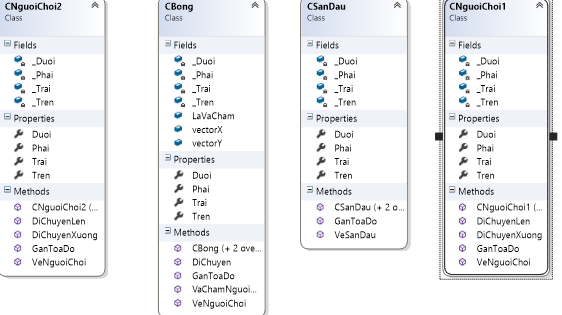 CNguoiChoi2
Class
Fields
_Duoi
_Phai
_Trai
_Tren
Properties
Duoi
Phai
Trai
Tren
Methods
CNguoiChoi2 (...
DiChuyenLen
DiChuyenXuong
GanToaDo
VeNguoiChoi
CBong
Class
Fields
_Duoi
_Phai
_Trai
_Tren
LaVaCham
vectorX
vectorY
Properties
Duoi
Phai
Trai
Tren
Methods
CBong (+ 2 ove...
DiChuyen
GanToaDo
VaChamNguoi...
VeNguoiChoi
CSanDau
Class
Fields
_Duoi
_Phai
_Trai
_Tren
Properties
Duoi
Phai
Trai
Tren
Methods
CSanDau (+ 2 o...
GanToaDo
VeSanDau
CNguoiChoi1
Class
Fields
_Duoi
_Phai
_Trai
_Tren
Properties
Duoi
Phai
Trai
Tren
Methods
CNguoiChoi1 (...
DiChuyenLen
DiChuyenXuong
GanToaDo
VeNguoiChoi